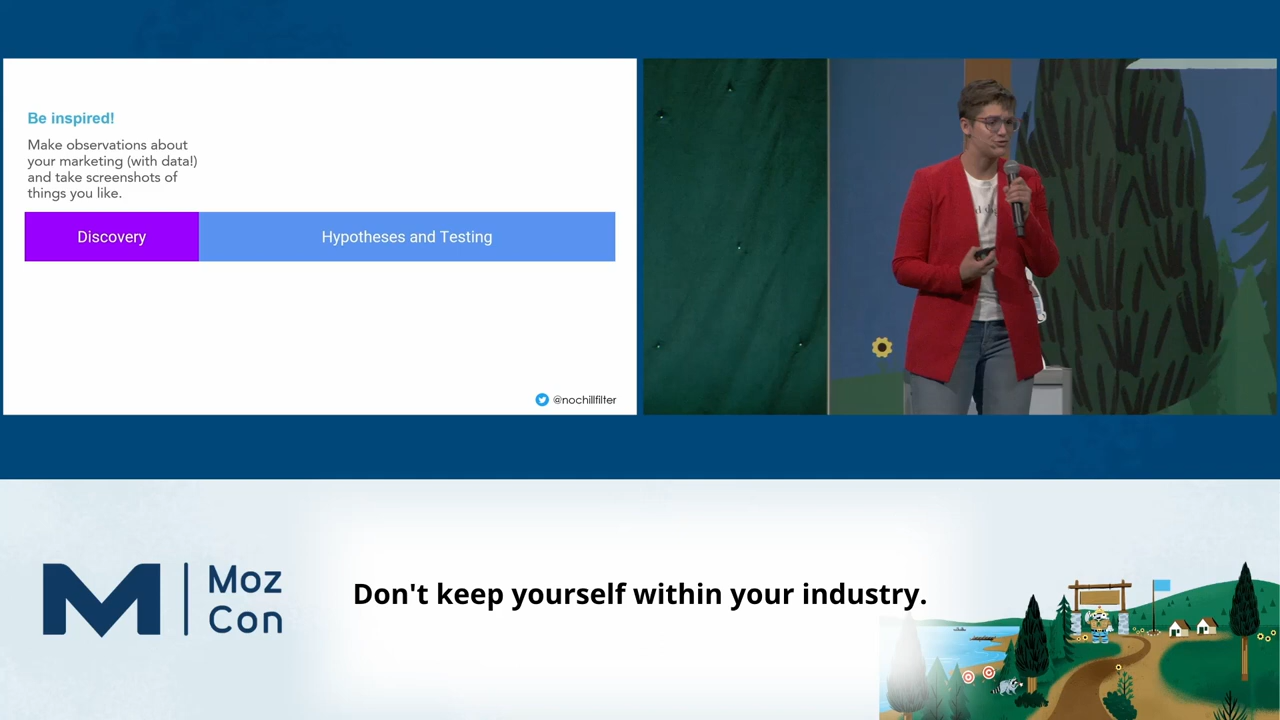 Be inspired!
Make observations about
your marketing (with data!)
and take screenshots of
things you like.
Discovery
Hypotheses and Testing
@nochillfilter
Moz
Con
Don't keep yourself within your industry.